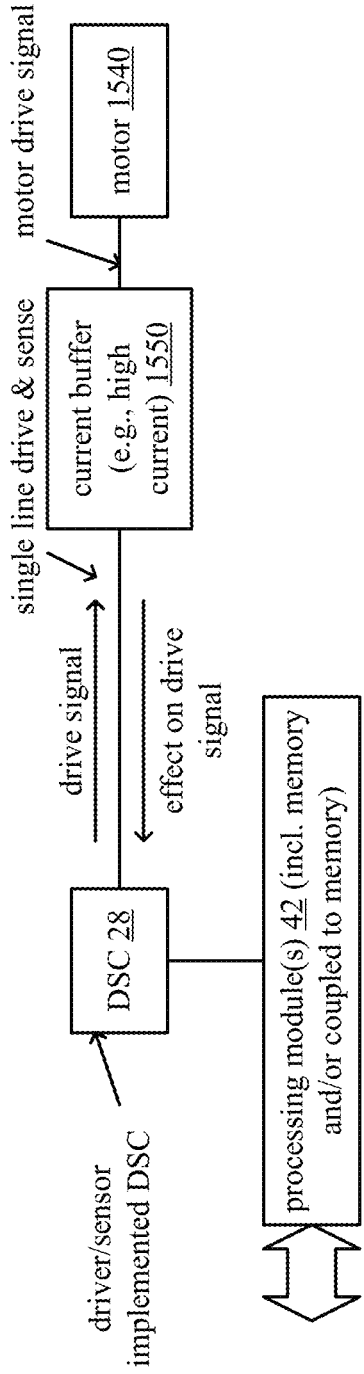 driver/sensor
implemented DSC
DSC 28
drive signal
effect on drive
signal
single line drive & sense
current buffer
(e.g., high
current) 1550
motor drive signal
motor 1540
processing module(s) 42 (incl. memory
and/or coupled to memory)